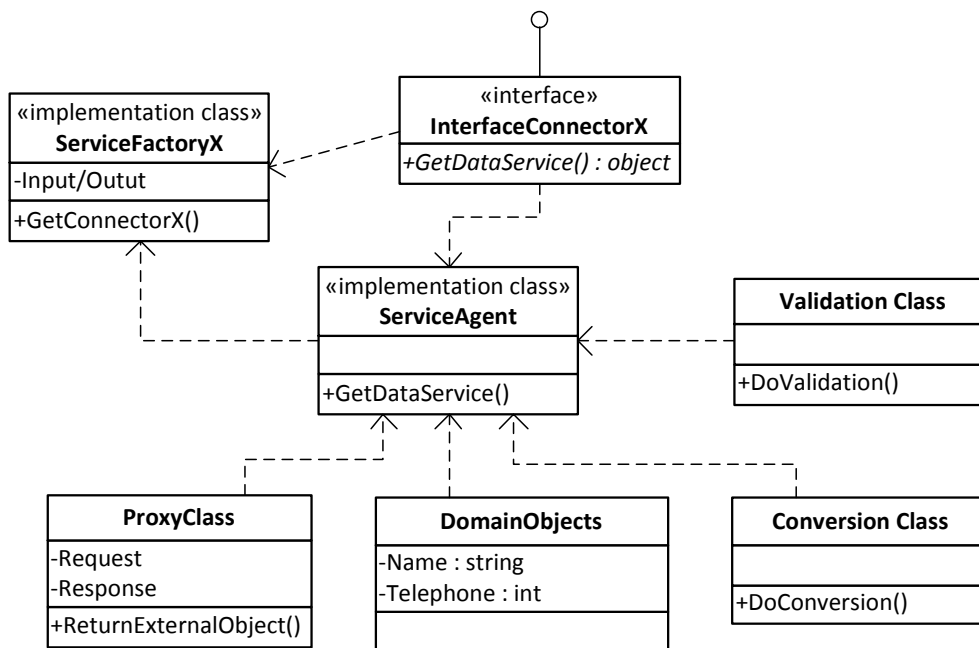 «interface»
InterfaceConnectorX
+GetDataService() : object
«implementation class»
ServiceFactoryX
-Input/Outut
+GetConnectorX()
«implementation class»
ServiceAgent
+GetDataService()
Validation Class
+DoValidation()
ProxyClass
-Request
-Response
+ReturnExternalObject()
DomainObjects
-Name : string
-Telephone : int
Conversion Class
+DoConversion()